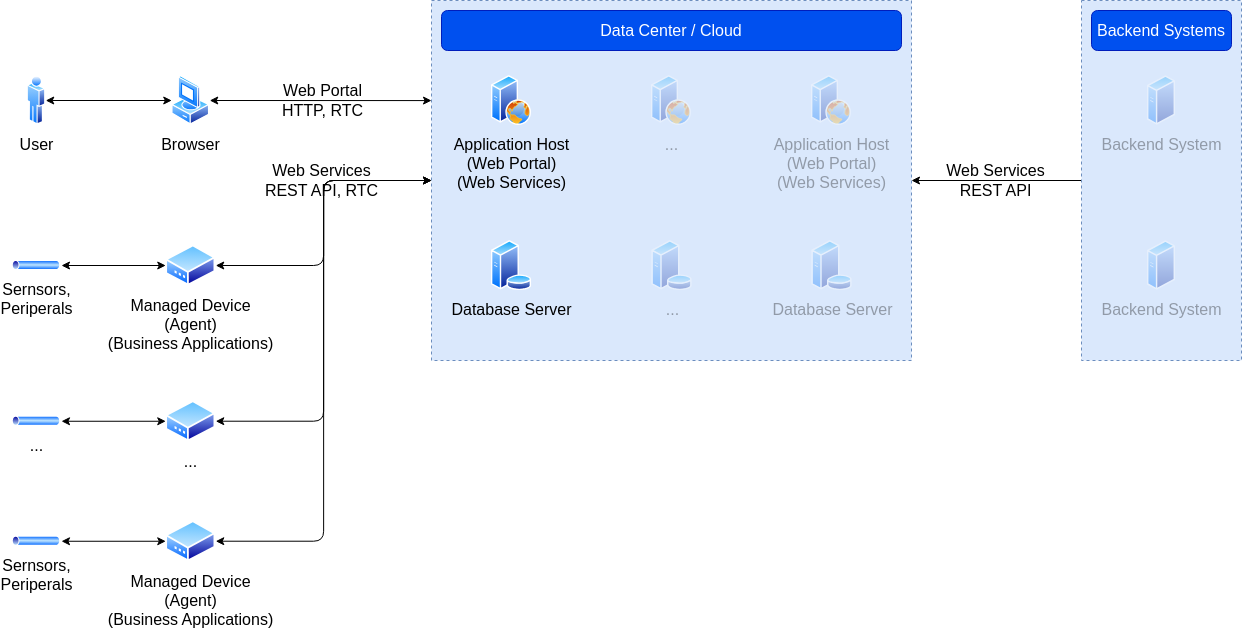 Data Center / Cloud
Backend Systems
Web Portal
HTTP, RTC
User
Browser
Application Host
(Web Portal)
(Web Services)
...
Application Host
(Web Portal)
(Web Services)
Backend System
Web Services
REST API, RTC
Web Services
REST API
Sernsors,
Periperals
Managed Device
(Agent)
(Business Applications)
Database Server
...
Database Server
Backend System
...
...
Sernsors,
Periperals
Managed Device
(Agent)
(Business Applications)